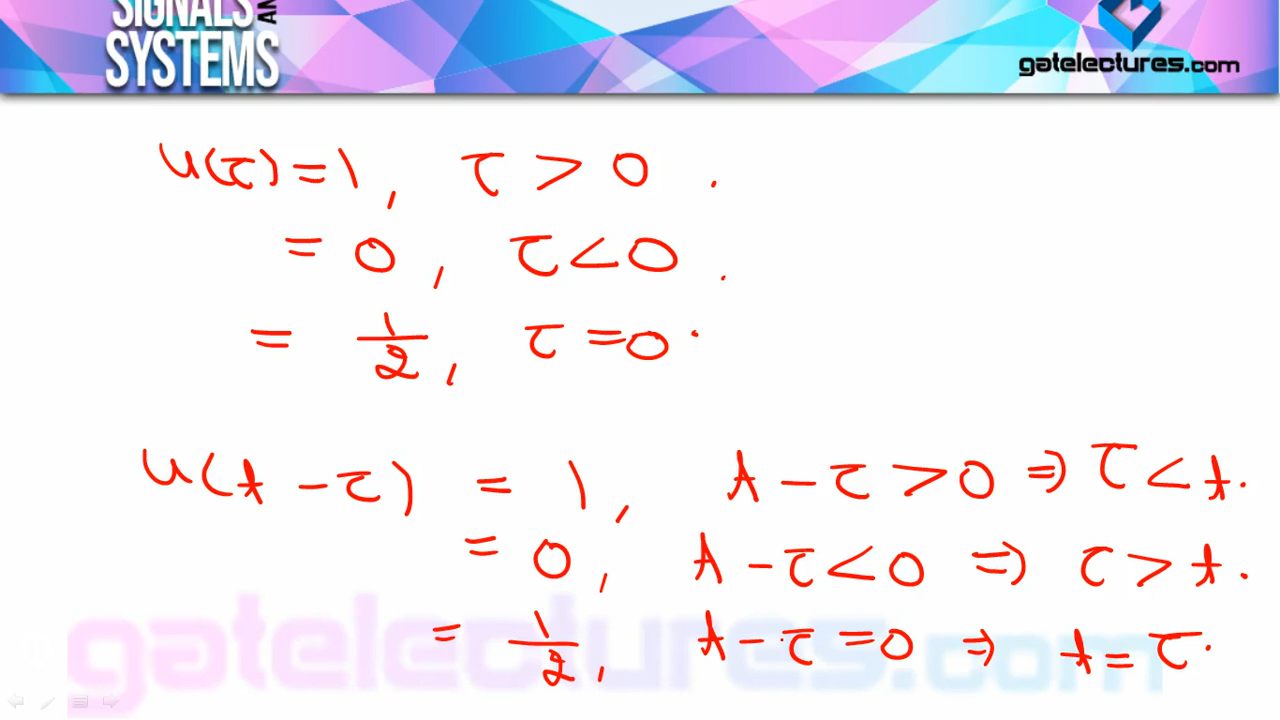 SIGNALS AND
SYSTEMS
gatelectures.com
u(τ) = 1, τ > 0.
= 0, τ < 0.
= 1/2, τ = 0.
u(t - τ) = 1, t - τ > 0 ⇒ τ < t.
= 0, t - τ < 0 ⇒ τ > t.
= 1/2, t - τ = 0 ⇒ t = τ.
gatelectures.com